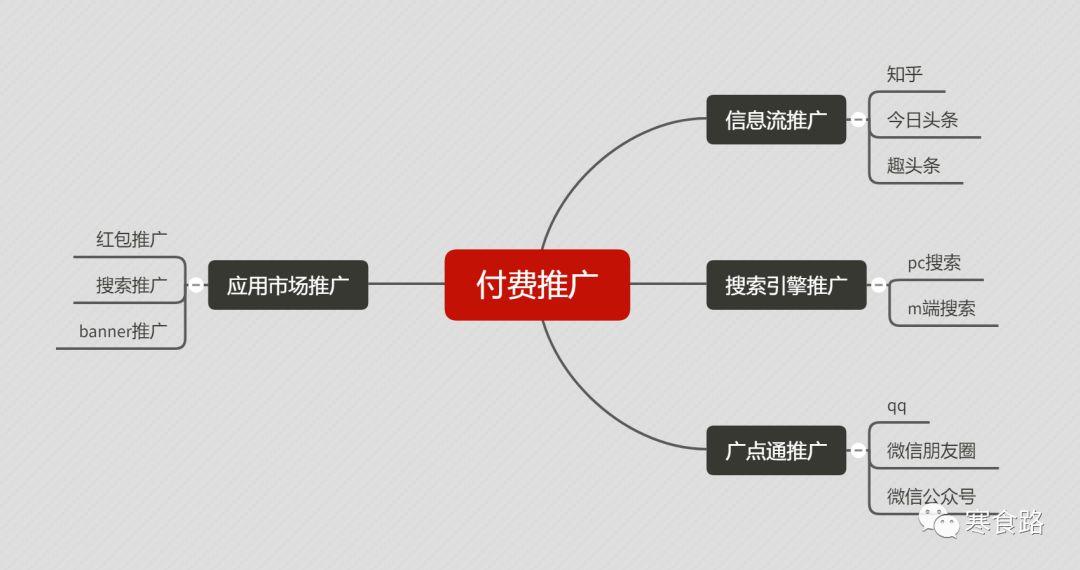 付费推广
信息流推广
知乎
今日头条
趣头条
搜索引擎推广
pc搜索
m端搜索
广点通推广
qq
微信朋友圈
微信公众号
应用市场推广
红包推广
搜索推广
banner推广
寒食路